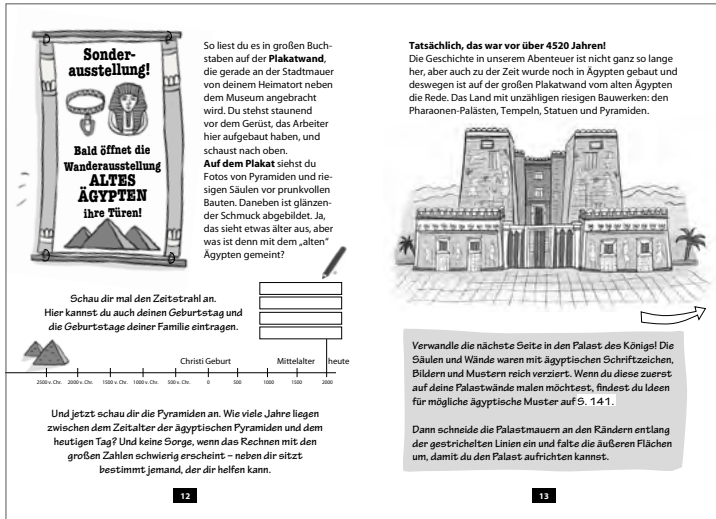 Sonder-
ausstellung!
Bald öffnet die
Wanderausstellung
ALTES
ÄGYPTEN
ihre Türen!
So liest du es in großen Buch-
staben auf der Plakatwand,
die gerade an der Stadtmauer
von deinem Heimatort neben
dem Museum angebracht
wird. Du stehst staunend
vor dem Gerüst, das Arbeiter
hier aufgebaut haben, und
schaust nach oben.
Auf dem Plakat siehst du
Fotos von Pyramiden und rie-
sigen Säulen vor prunkvollen
Bauten. Daneben ist glänzen-
der Schmuck abgebildet. Ja,
das sieht etwas älter aus, aber
was ist denn mit dem „alten“
Ägypten gemeint?
Schau dir mal den Zeitstrahl an.
Hier kannst du auch deinen Geburtstag und
die Geburtstage deiner Familie eintragen.
Christi Geburt Mittelalter heute
2500 v. Chr. 2000 v. Chr. 1500 v. Chr. 1000 v. Chr. 500 v. Chr. 0 500 1000 1500 2000
Und jetzt schau dir die Pyramiden an. Wie viele Jahre liegen
zwischen dem Zeitalter der ägyptischen Pyramiden und dem
heutigen Tag? Und keine Sorge, wenn das Rechnen mit den
großen Zahlen schwierig erscheint – neben dir sitzt
bestimmt jemand, der dir helfen kann.
12
Tatsächlich, das war vor über 4520 Jahren!
Die Geschichte in unserem Abenteuer ist nicht ganz so lange
her, aber auch zu der Zeit wurde noch in Ägypten gebaut und
deswegen ist auf der großen Plakatwand vom alten Ägypten
die Rede. Das Land mit unzähligen riesigen Bauwerken: den
Pharaonen-Palästen, Tempeln, Statuen und Pyramiden.
Verwandle die nächste Seite in den Palast des Königs! Die
Säulen und Wände waren mit ägyptischen Schriftzeichen,
Bildern und Mustern reich verziert. Wenn du diese zuerst
auf deine Palastwände malen möchtest, findest du Ideen
für mögliche ägyptische Muster auf S. 141.
Dann schneide die Palastmauern an den Rändern entlang
der gestrichelten Linien ein und falte die äußeren Flächen
um, damit du den Palast aufrichten kannst.
13